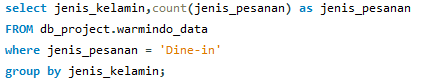 select jenis_kelamin,count(jenis_pesanan) as jenis_pesanan
FROM db_project.warmindo_data
where jenis_pesanan = 'Dine-in'
group by jenis_kelamin;